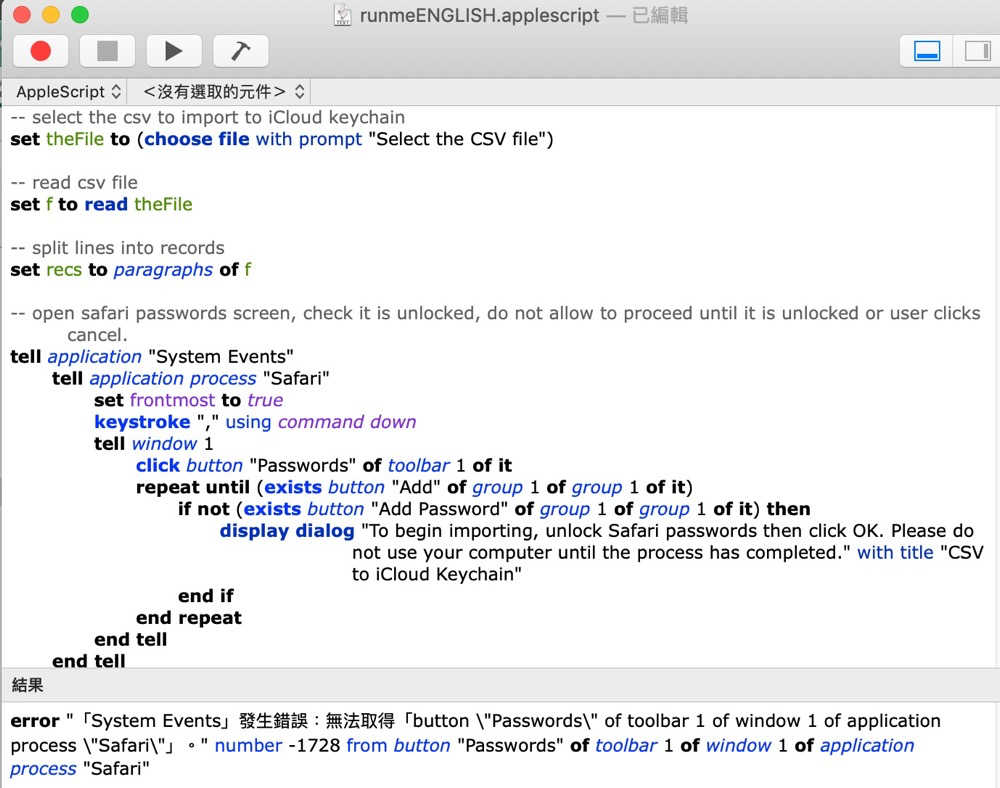 runmeENGLISH.applescript — 已編輯
AppleScript <沒有選取的元件>
-- select the csv to import to iCloud keychain
set theFile to (choose file with prompt "Select the CSV file")
-- read csv file
set f to read theFile
-- split lines into records
set recs to paragraphs of f
-- open safari passwords screen, check it is unlocked, do not allow to proceed until it is unlocked or user clicks
cancel.
tell application "System Events"
tell application process "Safari"
set frontmost to true
keystroke "," using command down
tell window 1
click button "Passwords" of toolbar 1 of it
repeat until (exists button "Add" of group 1 of group 1 of it)
if not (exists button "Add Password" of group 1 of group 1 of it) then
display dialog "To begin importing, unlock Safari passwords then click OK. Please do
not use your computer until the process has completed." with title "CSV
to iCloud Keychain"
end if
end repeat
end tell
end tell
結果
error "「System Events」發生錯誤：無法取得「button \"Passwords\" of toolbar 1 of window 1 of application
process \"Safari\"」。" number -1728 from button "Passwords" of toolbar 1 of window 1 of application
process "Safari"